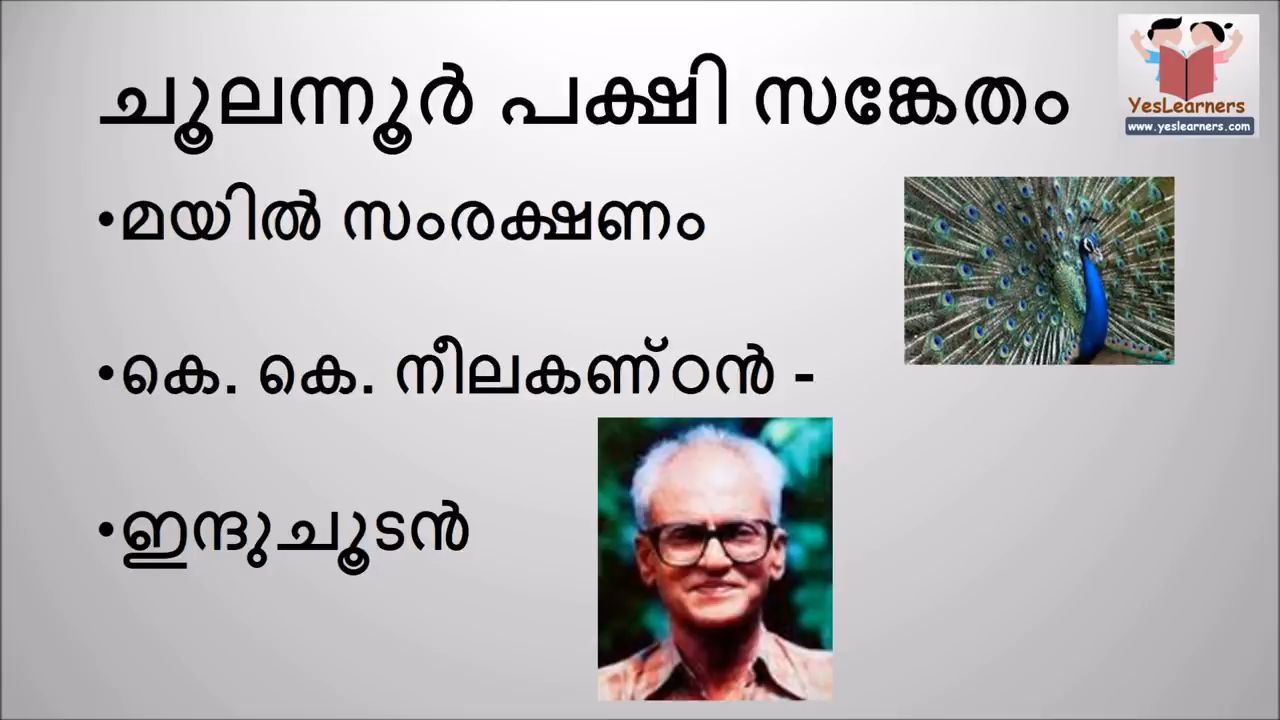 ചൂലന്നൂർ പക്ഷി സങ്കേതം
YesLearners
www.yeslearners.com
•മയിൽ സംരക്ഷണം
•കെ. കെ. നീലകണ്ഠൻ -
•ഇന്ദുചൂടൻ